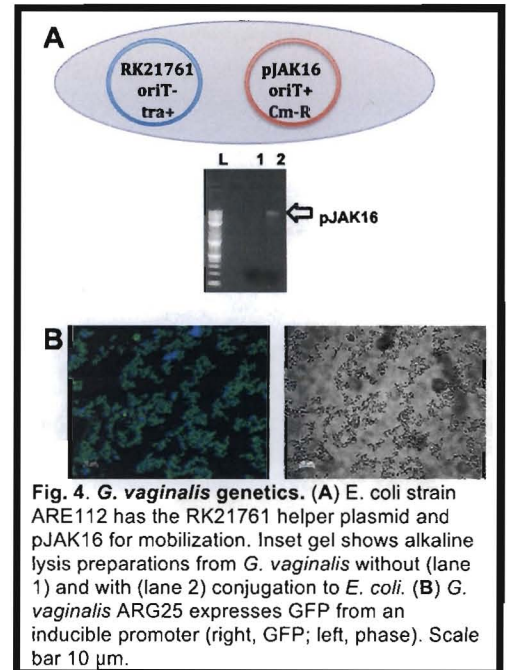 A
RK21761
oriT-
tra+
pJAK16
oriT+
Cm-R
L 1 2
pJAK16
B
Fig. 4. G. vaginalis genetics. (A) E. coli strain
ARE112 has the RK21761 helper plasmid and
pJAK16 for mobilization. Inset gel shows alkaline
lysis preparations from G. vaginalis without (lane
1) and with (lane 2) conjugation to E. coli. (B) G.
vaginalis ARG25 expresses GFP from an
inducible promoter (right, GFP; left, phase). Scale
bar 10 μm.